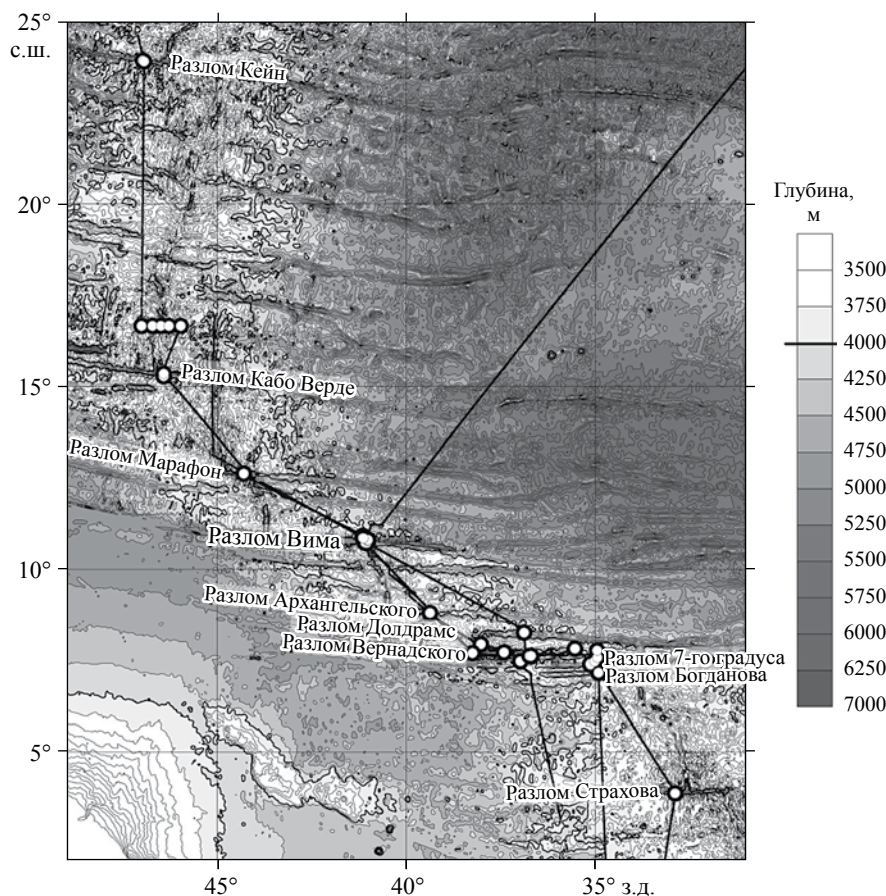 25°
с.ш.
Разлом Кейн
20°
Глубина,
м
3500
3750
4000
Разлом Кабо Верде
15°
4250
4500
Разлом Марафон
4750
5000
5250
Разлом Вима
10°
5500
Разлом Архангельского
5750
Разлом Долдрамс
6000
Разлом Вернадского
Разлом 7-го градуса
6250
Разлом Богданова
7000
5°
Разлом Страхова
45°
40°
35° з.д.